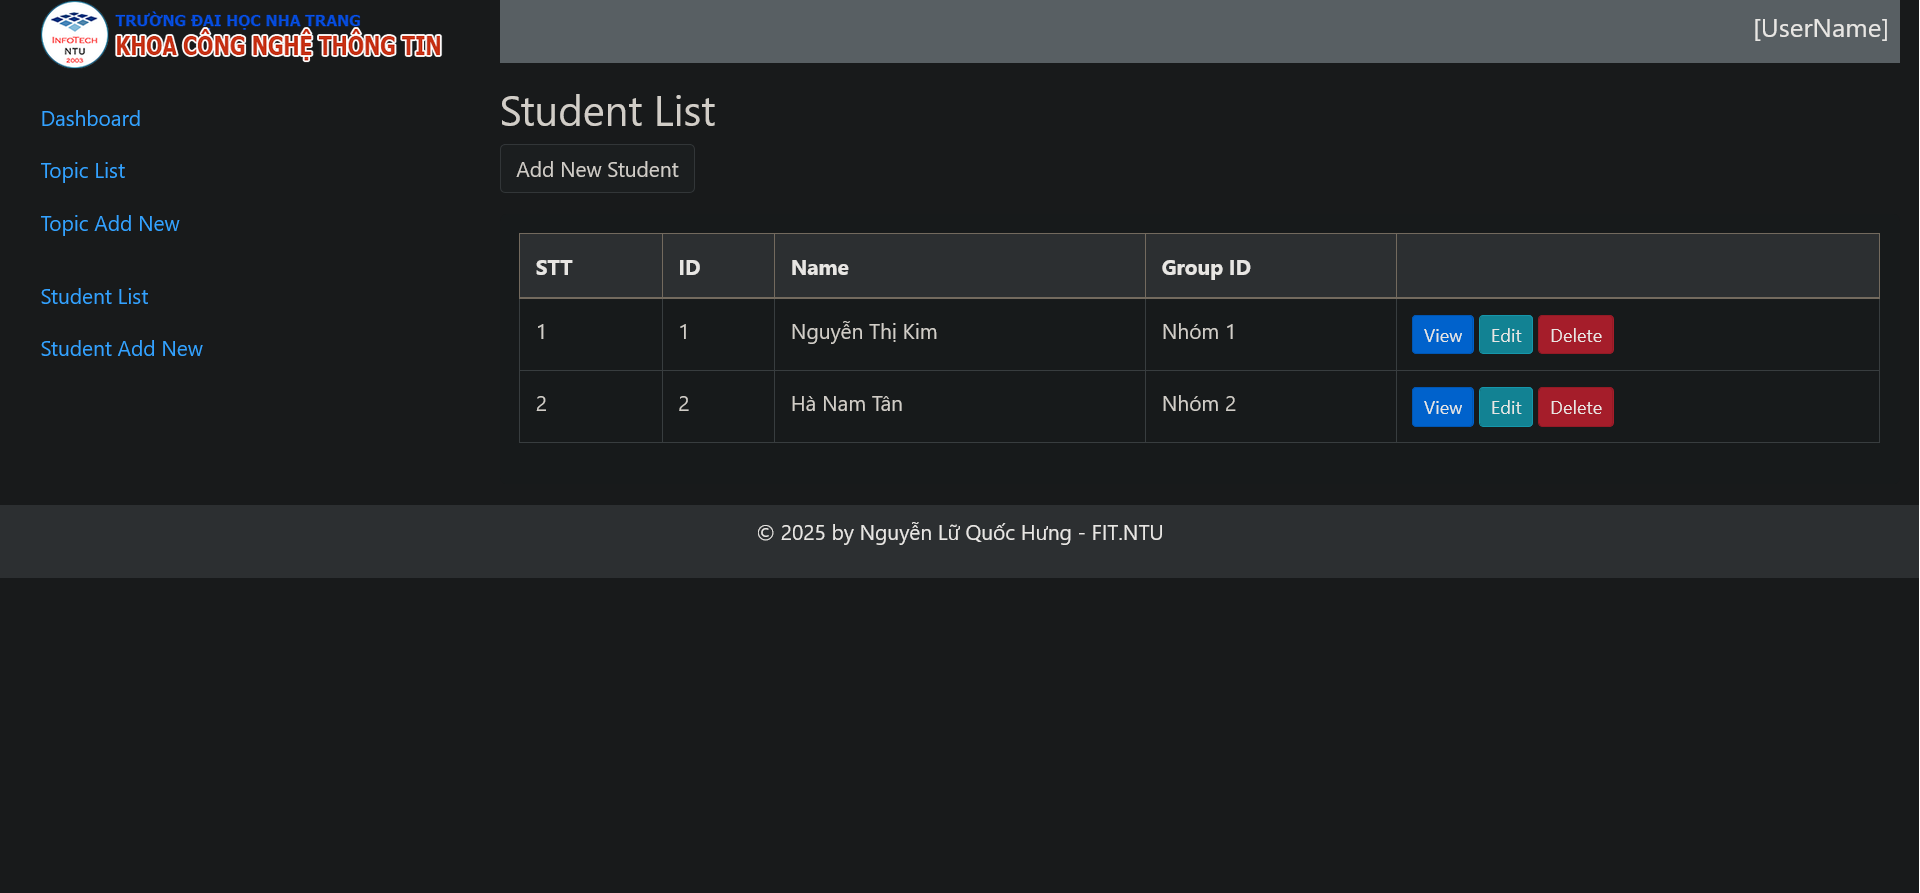 INFOTECH
NTU
2003
TRƯỜNG ĐẠI HỌC NHA TRANG
KHOA CÔNG NGHỆ THÔNG TIN
[UserName]
Dashboard
Topic List
Topic Add New
Student List
Student Add New
Student List
Add New Student
STT ID Name Group ID
1 1 Nguyễn Thị Kim Nhóm 1 View Edit Delete
2 2 Hà Nam Tân Nhóm 2 View Edit Delete
© 2025 by Nguyễn Lữ Quốc Hưng - FIT.NTU